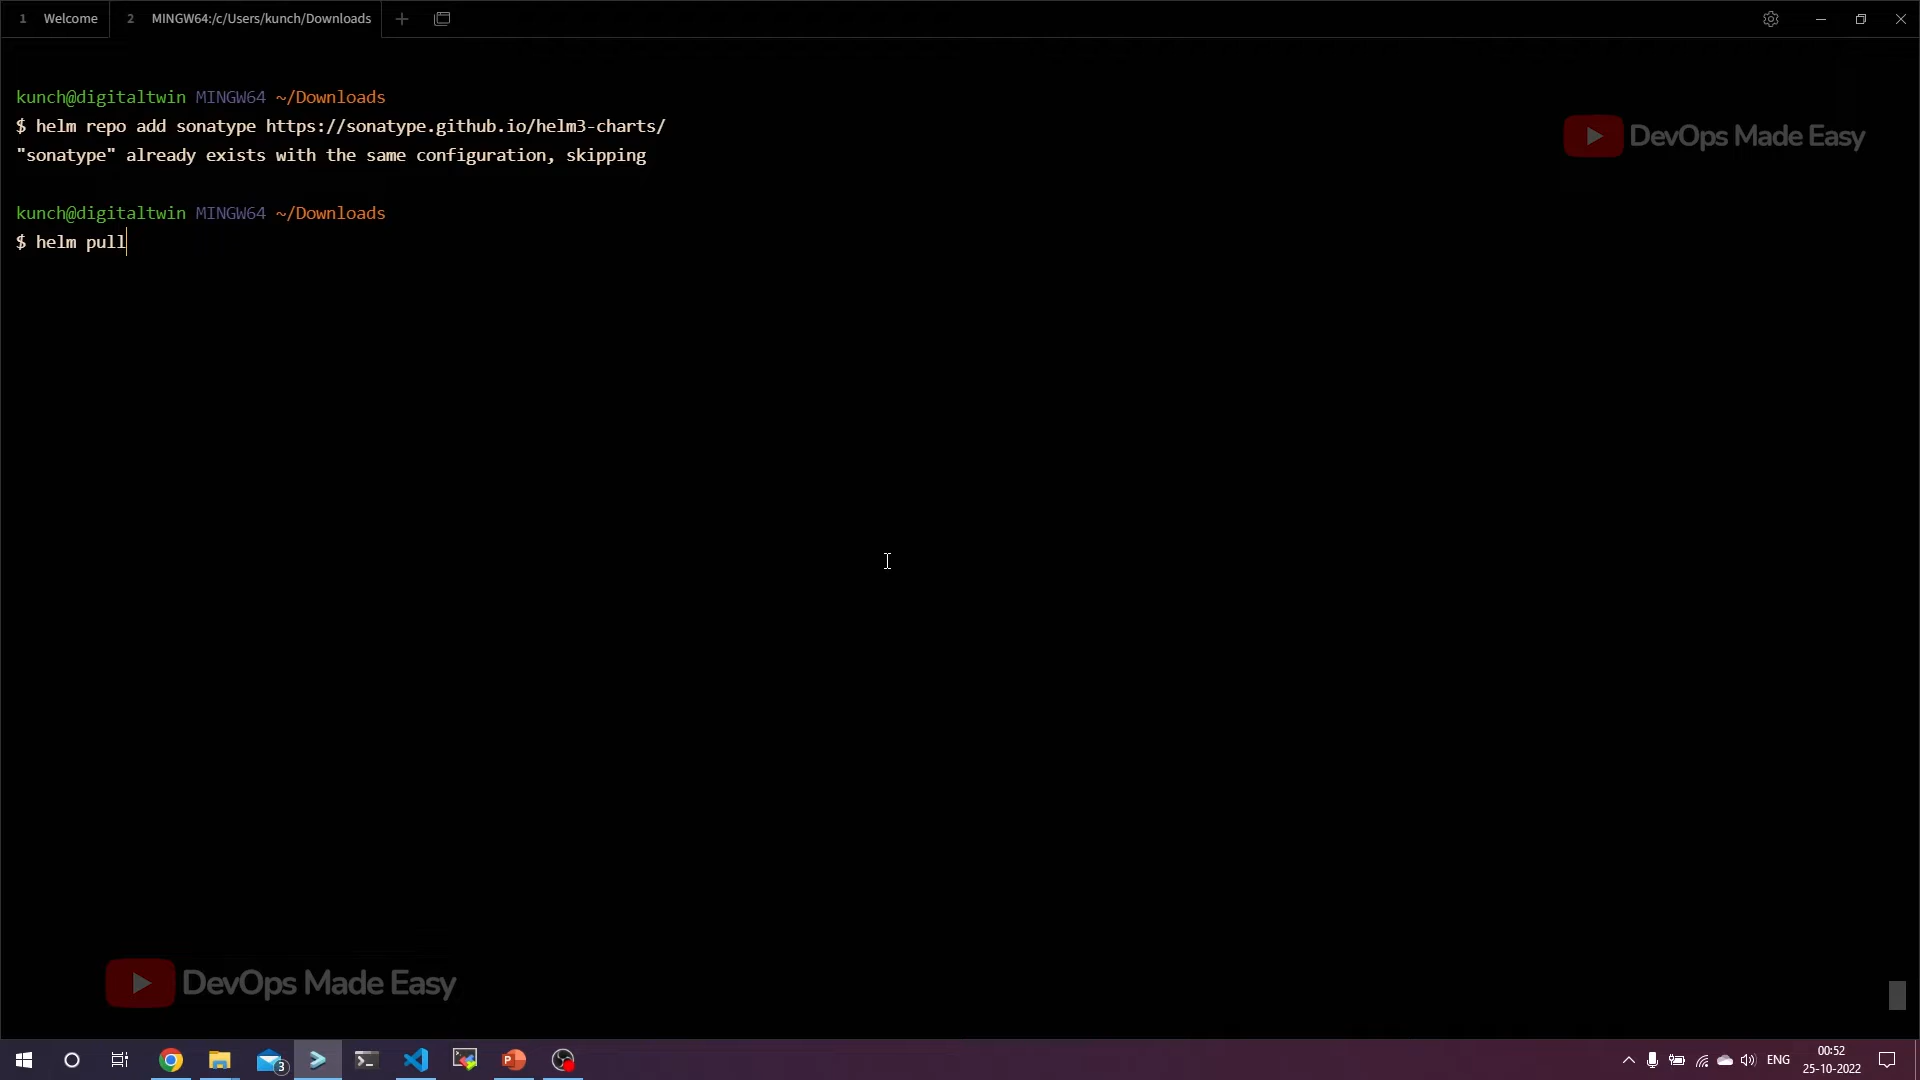 1 Welcome 2 MINGW64:/c/Users/kunch/Downloads
kunch@digitaltwin MINGW64 ~/Downloads
$ helm repo add sonatype https://sonatype.github.io/helm3-charts/
"sonatype" already exists with the same configuration, skipping
DevOps Made Easy
kunch@digitaltwin MINGW64 ~/Downloads
$ helm pull
DevOps Made Easy
3
P
ENG
00:52
25-10-2022